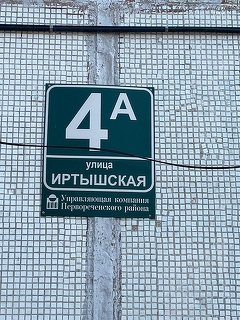 4А
улица
ИРТЫШСКАЯ
Управляющая компания
Первореченского района